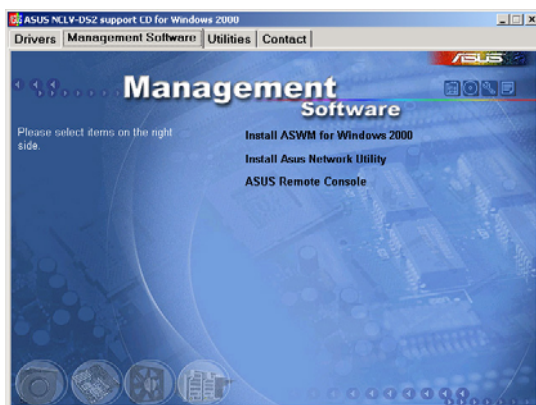 ASUS NCLV-DS2 support CD for Windows 2000
Drivers Management Software Utilities Contact
ASUS
Management
Software
Please select items on the right
side.
Install ASWM for Windows 2000
Install Asus Network Utility
ASUS Remote Console